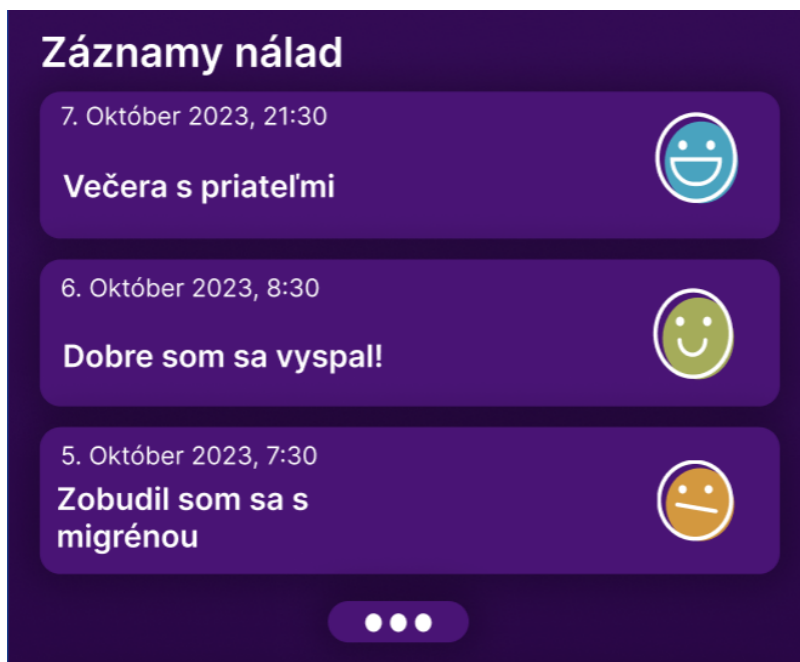 Záznamy nálad
7. Október 2023, 21:30
Večera s priateľmi
6. Október 2023, 8:30
Dobre som sa vyspal!
5. Október 2023, 7:30
Zobudil som sa s
migrénou